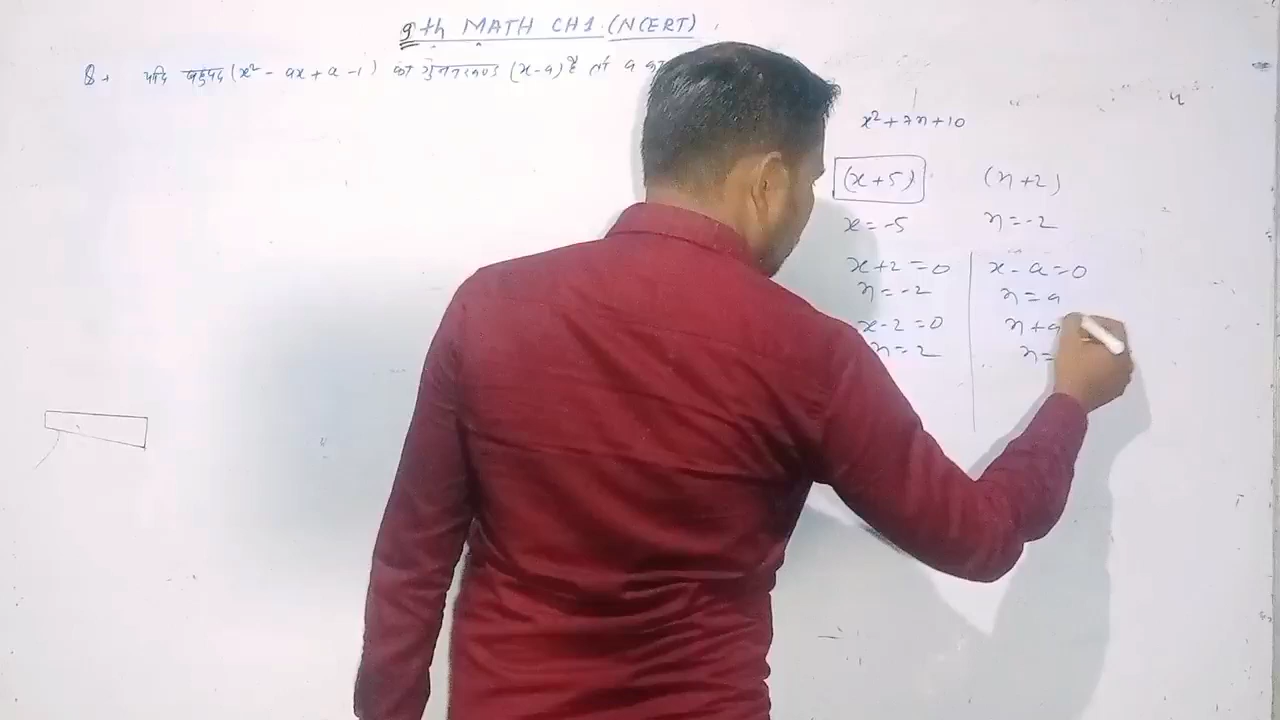 9th MATH CH1 (NCERT)
Q. यदि बहुपद (x² - ax + a - 1) का गुणनखण्ड (x-a) है तो a का
x² + 7x + 10
(x+5) (x+2)
x = -5 x = -2
x+2 = 0 x - a = 0
x = -2 x = a
x - 2 = 0 x + a
x = 2 x =